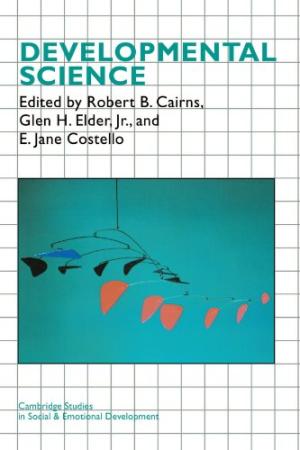 DEVELOPMENTAL
SCIENCE
Edited by Robert B. Cairns,
Glen H. Elder, Jr., and
E. Jane Costello
Cambridge Studies
in Social & Emotional Development